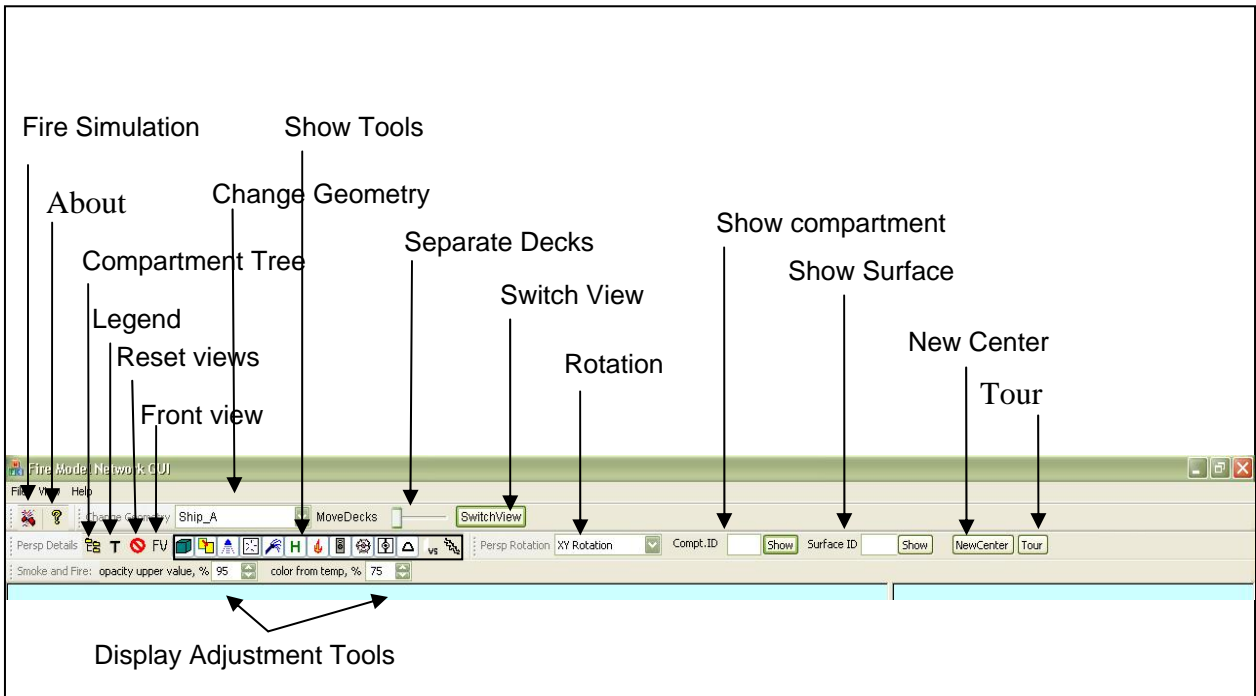 Fire Simulation
Show Tools
About
Change Geometry
Show compartment
Separate Decks
Compartment Tree
Show Surface
Switch View
Legend
New Center
Reset views
Rotation
Tour
Front view
Fire Model Network GUI
File View Help
Change Geometry Ship_A MoveDecks SwitchView
Persp Details T FV H VS Persp Rotation XY Rotation Compt.ID Show Surface ID Show NewCenter Tour
Smoke and Fire: opacity upper value, % 95 color from temp, % 75
Display Adjustment Tools